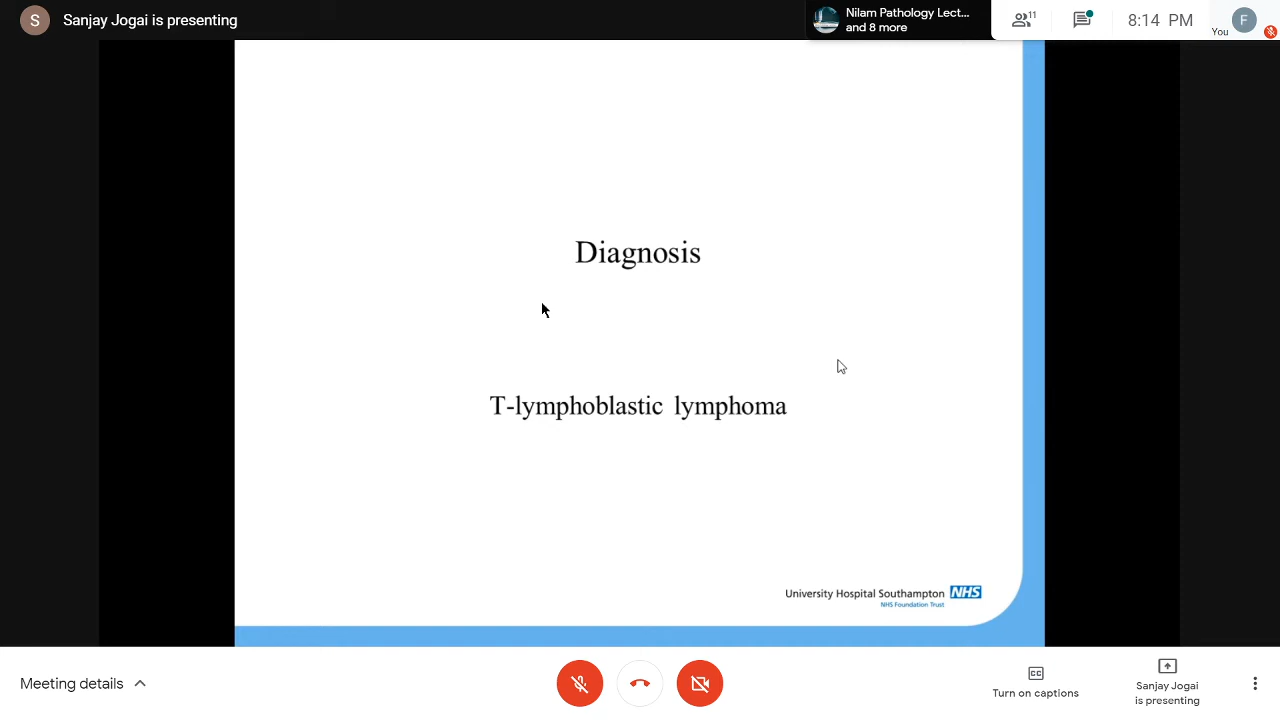 S Sanjay Jogai is presenting
Nilam Pathology Lect...
and 8 more
11
8:14 PM
You
F
Diagnosis
T-lymphoblastic lymphoma
University Hospital Southampton NHS
NHS Foundation Trust
Meeting details
CC
Turn on captions
Sanjay Jogai
is presenting